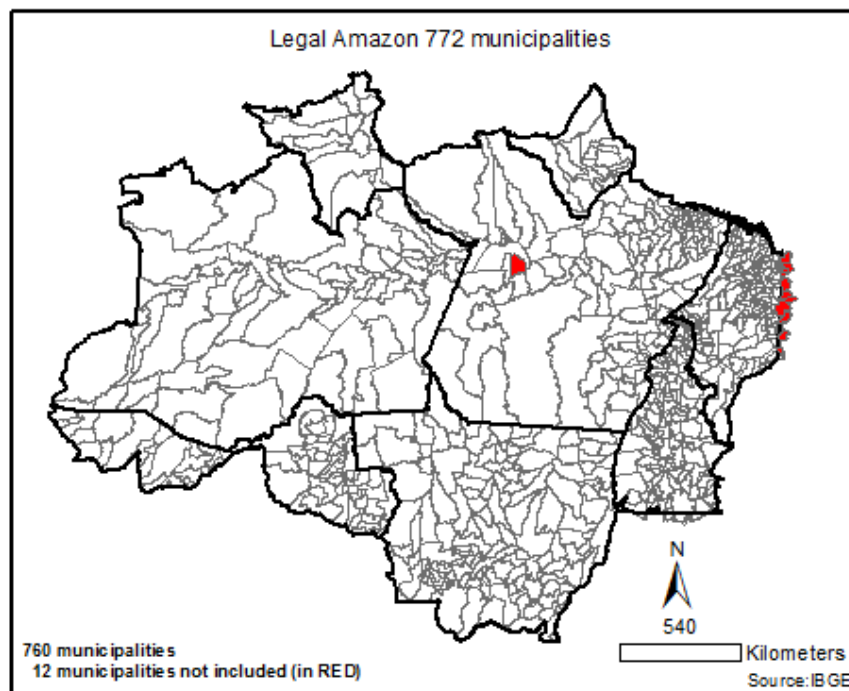 Legal Amazon 772 municipalities
N
540
Kilometers
760 municipalities
12 municipalities not included (in RED)
Source:IBGE